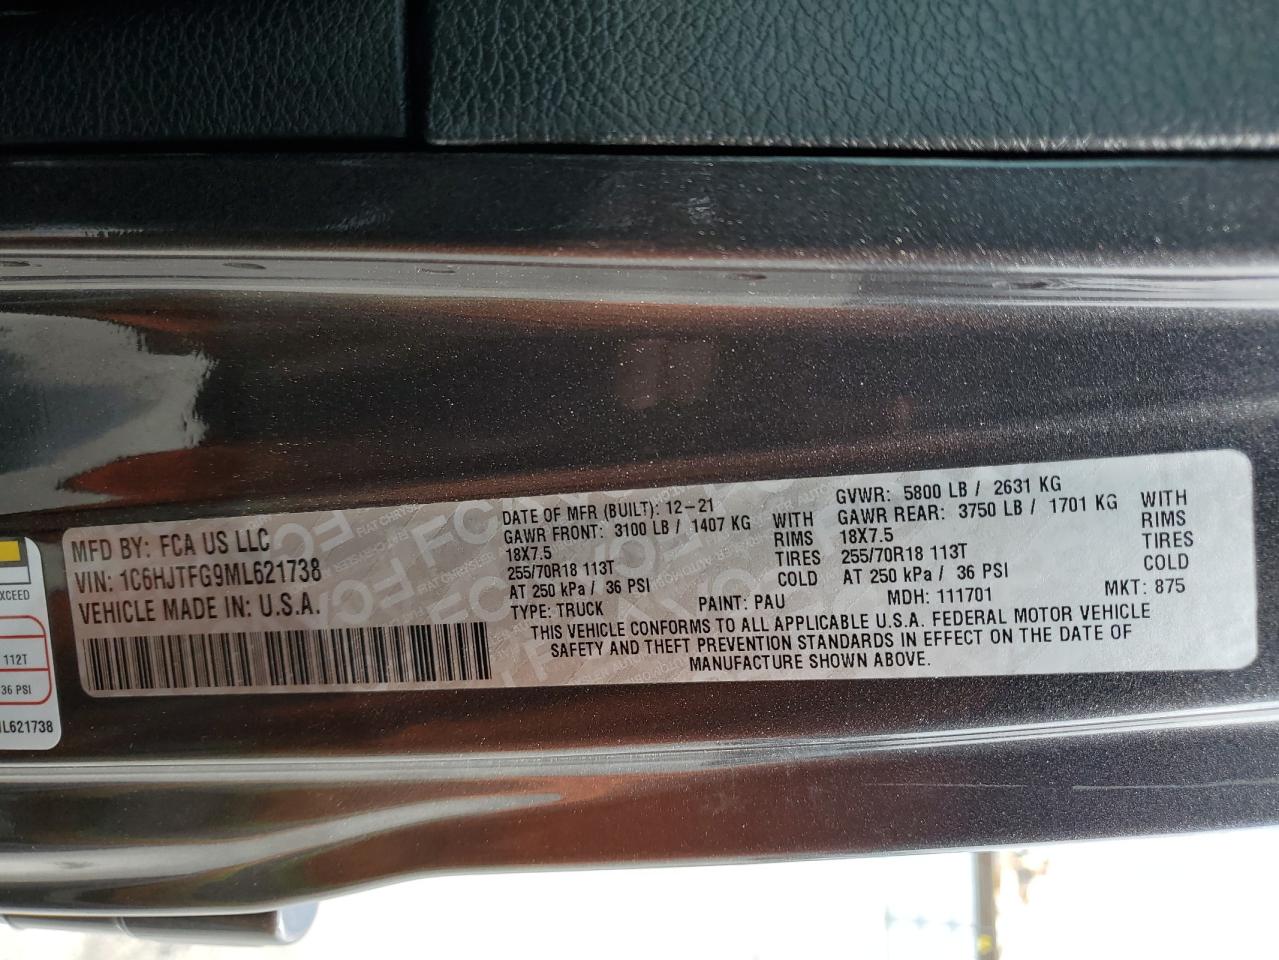 MFD BY: FCA US LLC
VIN: 1C6HJTFG9ML621738
VEHICLE MADE IN: U.S.A.
DATE OF MFR (BUILT): 12-21
GAWR FRONT: 3100 LB / 1407 KG WITH
18X7.5 RIMS
255/70R18 113T TIRES
AT 250 kPa / 36 PSI COLD
GVWR: 5800 LB / 2631 KG
GAWR REAR: 3750 LB / 1701 KG WITH
18X7.5 RIMS
255/70R18 113T TIRES
AT 250 kPa / 36 PSI COLD
TYPE: TRUCK PAINT: PAU MDH: 111701 MKT: 875
THIS VEHICLE CONFORMS TO ALL APPLICABLE U.S.A. FEDERAL MOTOR VEHICLE
SAFETY AND THEFT PREVENTION STANDARDS IN EFFECT ON THE DATE OF
MANUFACTURE SHOWN ABOVE.
XCEED
112T
36 PSI
L621738